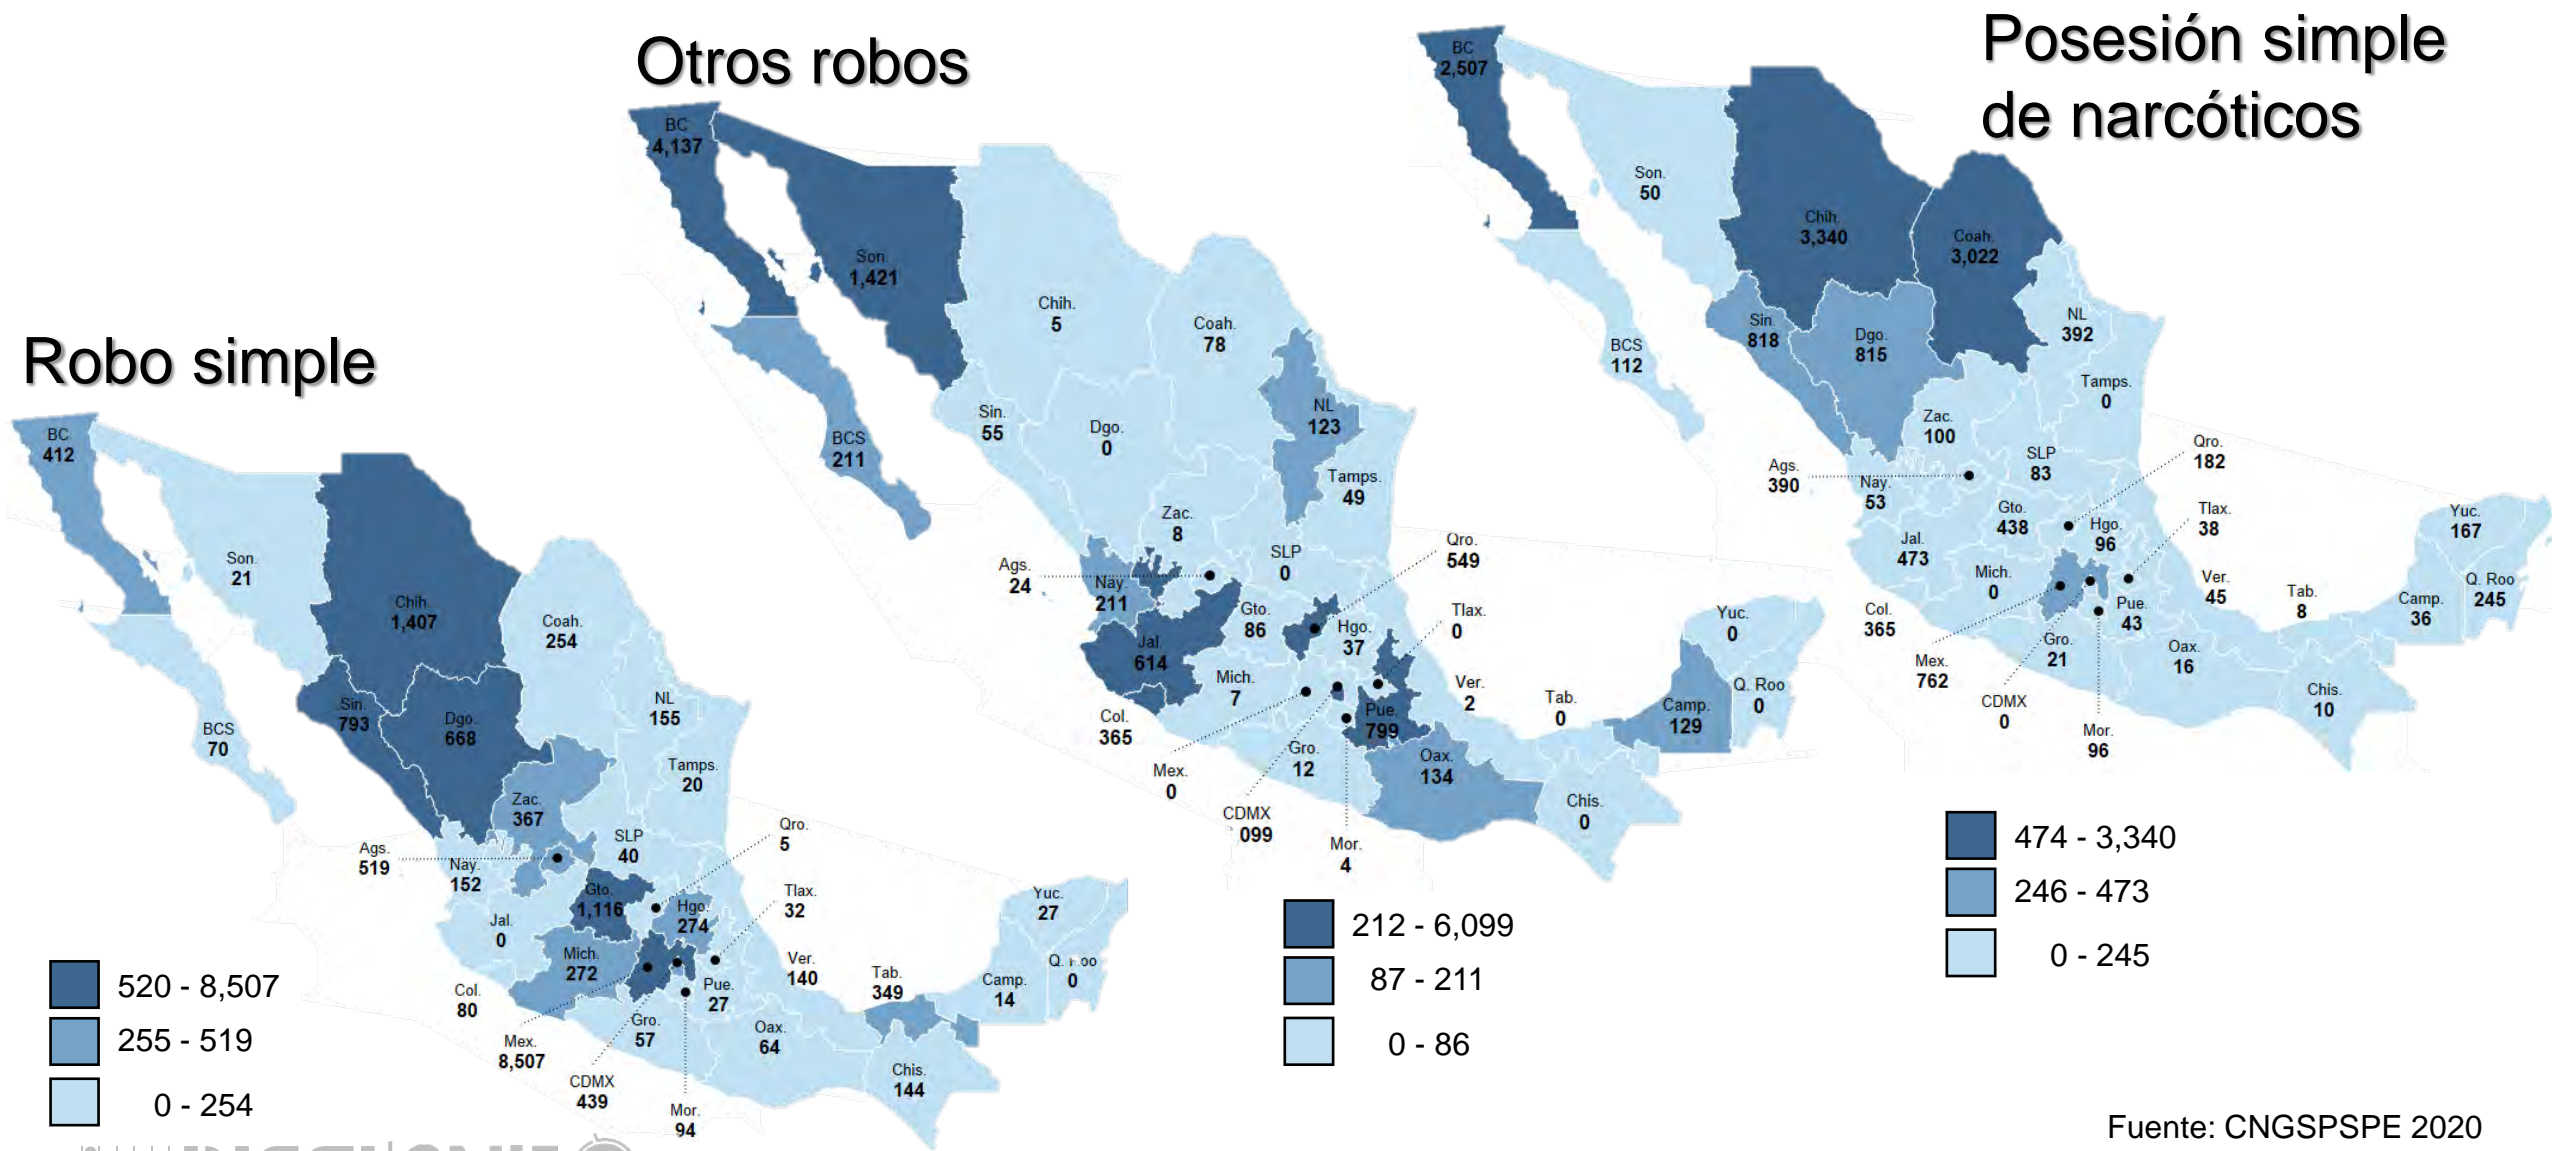 Robo simple
BC
412
Son.
21
Chih.
1,407
Coah.
254
BCS
70
Sin.
793
Dgo.
668
NL
155
Tamps.
20
Zac.
367
SLP
40
Ags.
519
Nay.
152
Qro.
5
Gto.
1,116
Hgo.
274
Tlax.
32
Jal.
0
Mich.
272
Ver.
140
Tab.
349
Yuc.
27
Q. Roo
0
Camp.
14
Col.
80
Pue.
27
Gro.
57
Oax.
64
Mex.
8,507
CDMX
439
Mor.
94
Chis.
144
520 - 8,507
255 - 519
0 - 254
Otros robos
BC
4,137
Son.
1,421
Chih.
5
Coah.
78
BCS
211
Sin.
55
Dgo.
0
NL
123
Tamps.
49
Zac.
8
SLP
0
Ags.
24
Nay.
211
Qro.
549
Gto.
86
Hgo.
37
Tlax.
0
Jal.
614
Mich.
7
Ver.
2
Tab.
0
Yuc.
0
Q. Roo
0
Camp.
129
Col.
365
Pue.
799
Gro.
12
Oax.
134
Mex.
0
CDMX
099
Mor.
4
Chis.
0
212 - 6,099
87 - 211
0 - 86
Posesión simple
de narcóticos
BC
2,507
Son.
50
Chih.
3,340
Coah.
3,022
BCS
112
Sin.
818
Dgo.
815
NL
392
Tamps.
0
Zac.
100
SLP
83
Ags.
390
Nay.
53
Qro.
182
Gto.
438
Hgo.
96
Tlax.
38
Jal.
473
Mich.
0
Ver.
45
Tab.
8
Yuc.
167
Q. Roo
245
Camp.
36
Col.
365
Pue.
43
Gro.
21
Oax.
16
Mex.
762
CDMX
0
Mor.
96
Chis.
10
474 - 3,340
246 - 473
0 - 245
Fuente: CNGSPSPE 2020